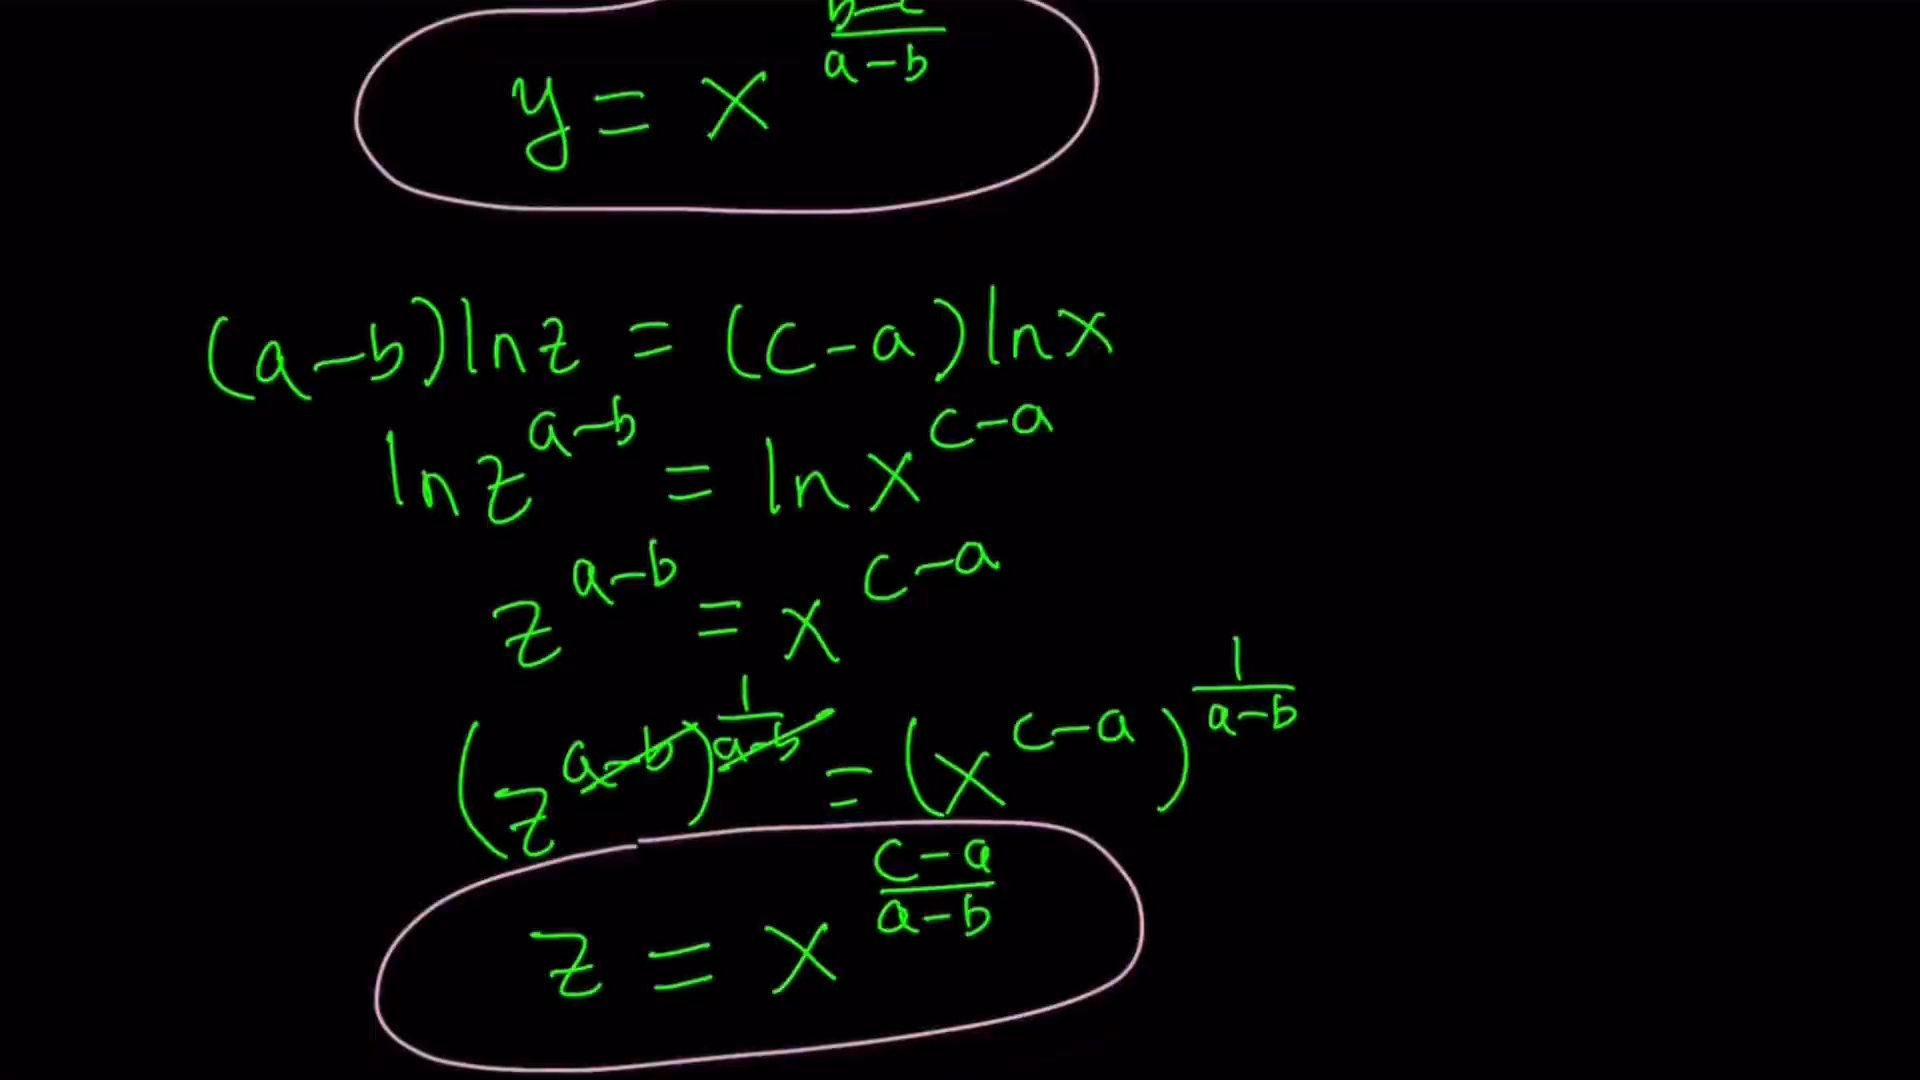 y = x^((b-c)/(a-b))
(a-b) ln z = (c-a) ln x
ln z^(a-b) = ln x^(c-a)
z^(a-b) = x^(c-a)
(z^(a-b))^(1/(a-b)) = (x^(c-a))^(1/(a-b))
z = x^((c-a)/(a-b))